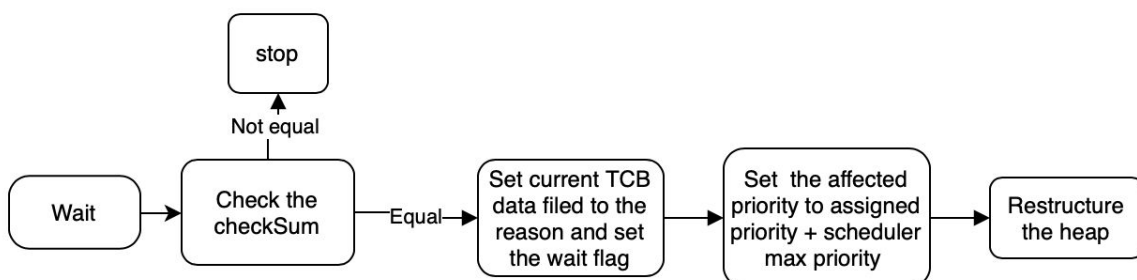 stop
Not equal
Wait
Check the
checkSum
Equal
Set current TCB
data filed to the
reason and set
the wait flag
Set the affected
priority to assigned
priority + scheduler
max priority
Restructure
the heap